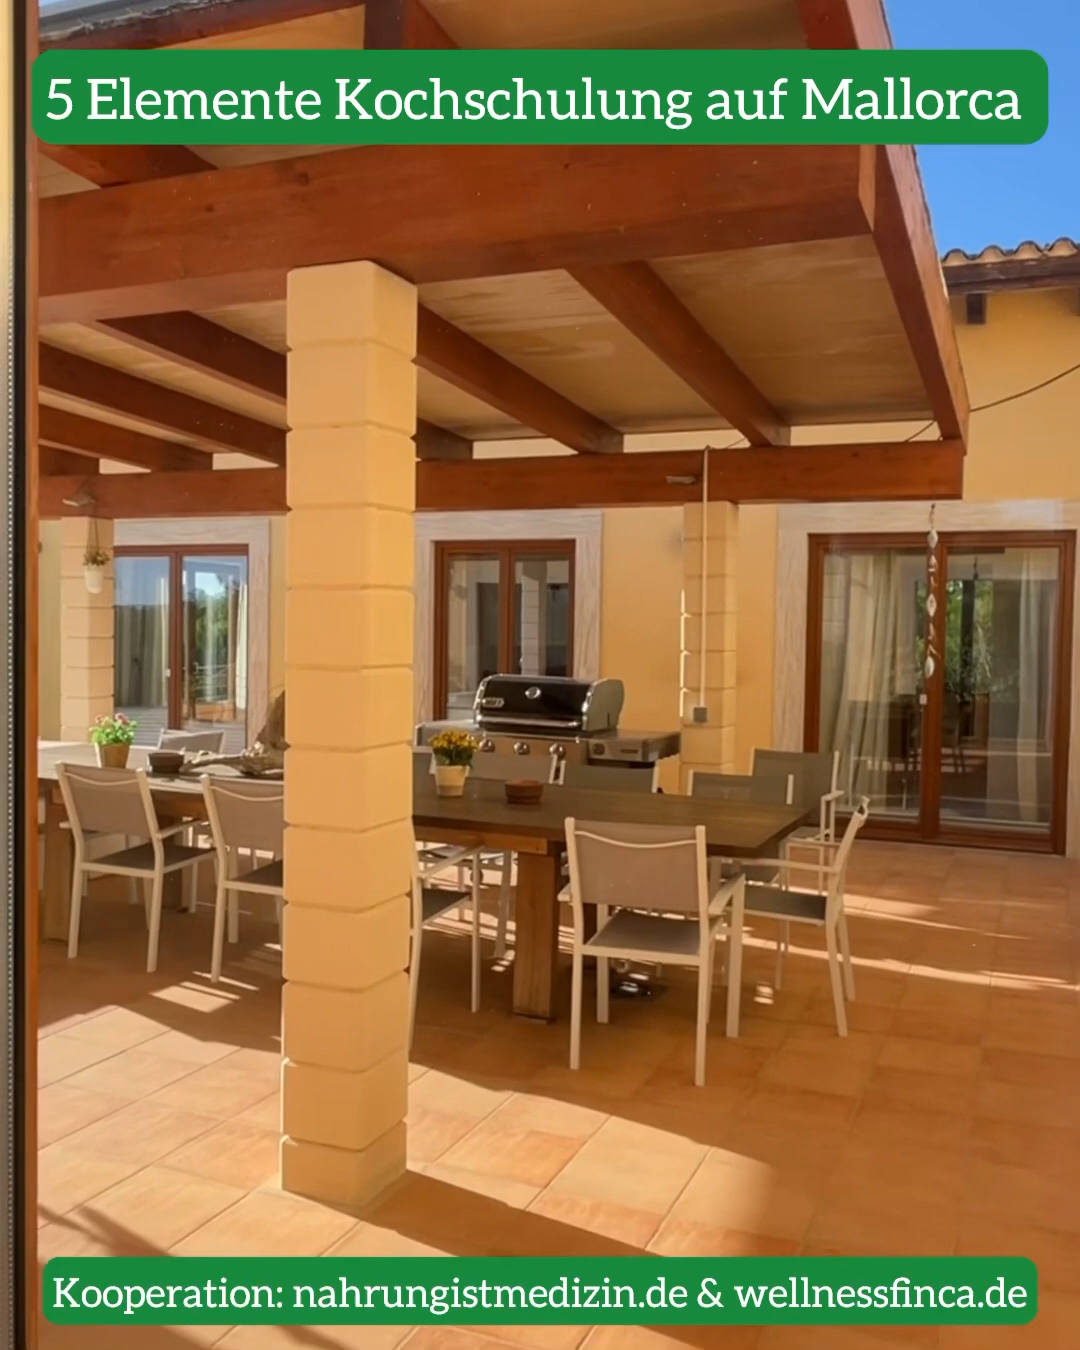 5 Elemente Kochschulung auf Mallorca
Kooperation: nahrungistmedizin.de & wellnessfinca.de